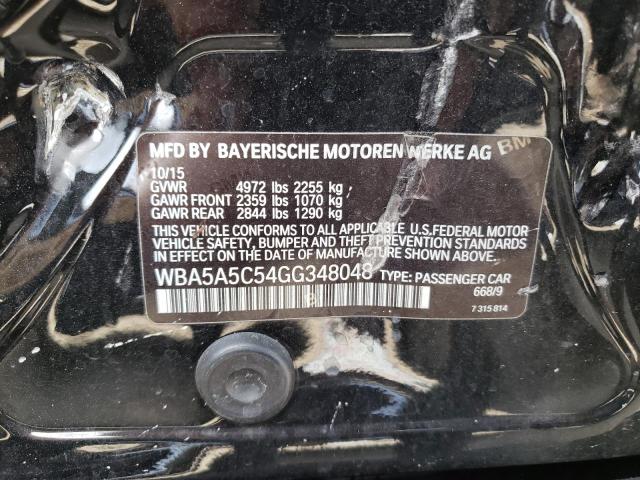 MFD BY BAYERISCHE MOTOREN WERKE AG
10/15
GVWR 4972 lbs 2255 kg
GAWR FRONT 2359 lbs 1070 kg
GAWR REAR 2844 lbs 1290 kg
THIS VEHICLE CONFORMS TO ALL APPLICABLE U.S.FEDERAL MOTOR
VEHICLE SAFETY, BUMPER AND THEFT PREVENTION STANDARDS
IN EFFECT ON THE DATE OF MANUFACTURE SHOWN ABOVE.
WBA5A5C54GG348048 TYPE: PASSENGER CAR
668/9
7 315 814